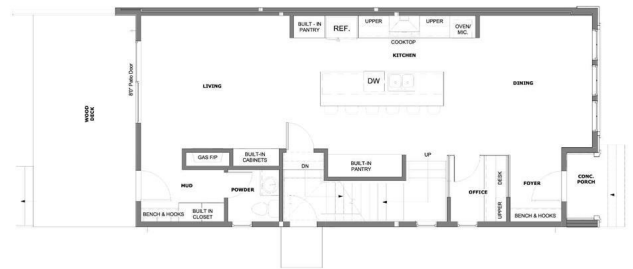 BUILT - IN
PANTRY
REF.
UPPER
UPPER
OVEN/
MIC.
COOKTOP
KITCHEN
8'0" Patio Door
LIVING
DW
DINING
WOOD
DECK
GAS F/P
BUILT-IN
CABINETS
DN
BUILT-IN
PANTRY
UP
MUD
POWDER
OFFICE
DESK
UPPER
FOYER
CONC.
PORCH
BENCH & HOOKS
BUILT IN
CLOSET
BENCH & HOOKS